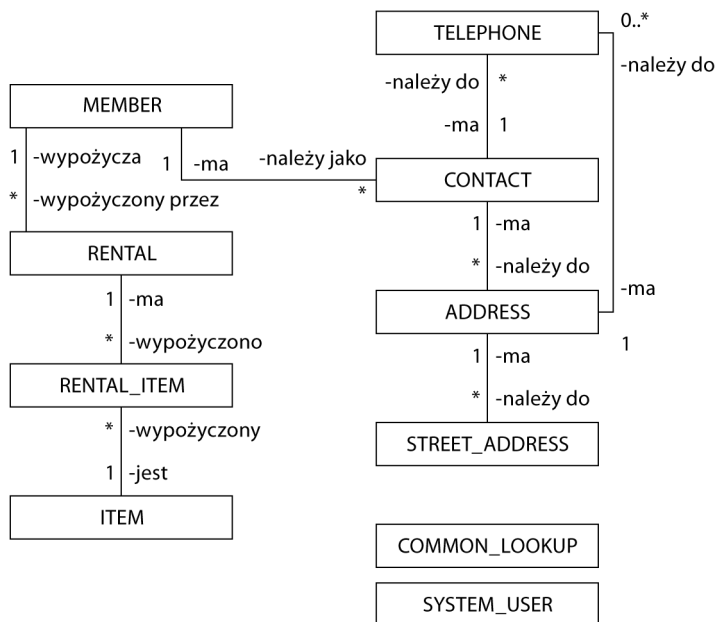 TELEPHONE
0..*
-należy do
-należy do *
-ma 1
MEMBER
1 -wypożycza
* -wypożyczony przez
1 -ma
-należy jako
*
CONTACT
1 -ma
* -należy do
RENTAL
1 -ma
* -wypożyczono
ADDRESS
-ma
1
1 -ma
* -należy do
RENTAL_ITEM
* -wypożyczony
1 -jest
STREET_ADDRESS
ITEM
COMMON_LOOKUP
SYSTEM_USER